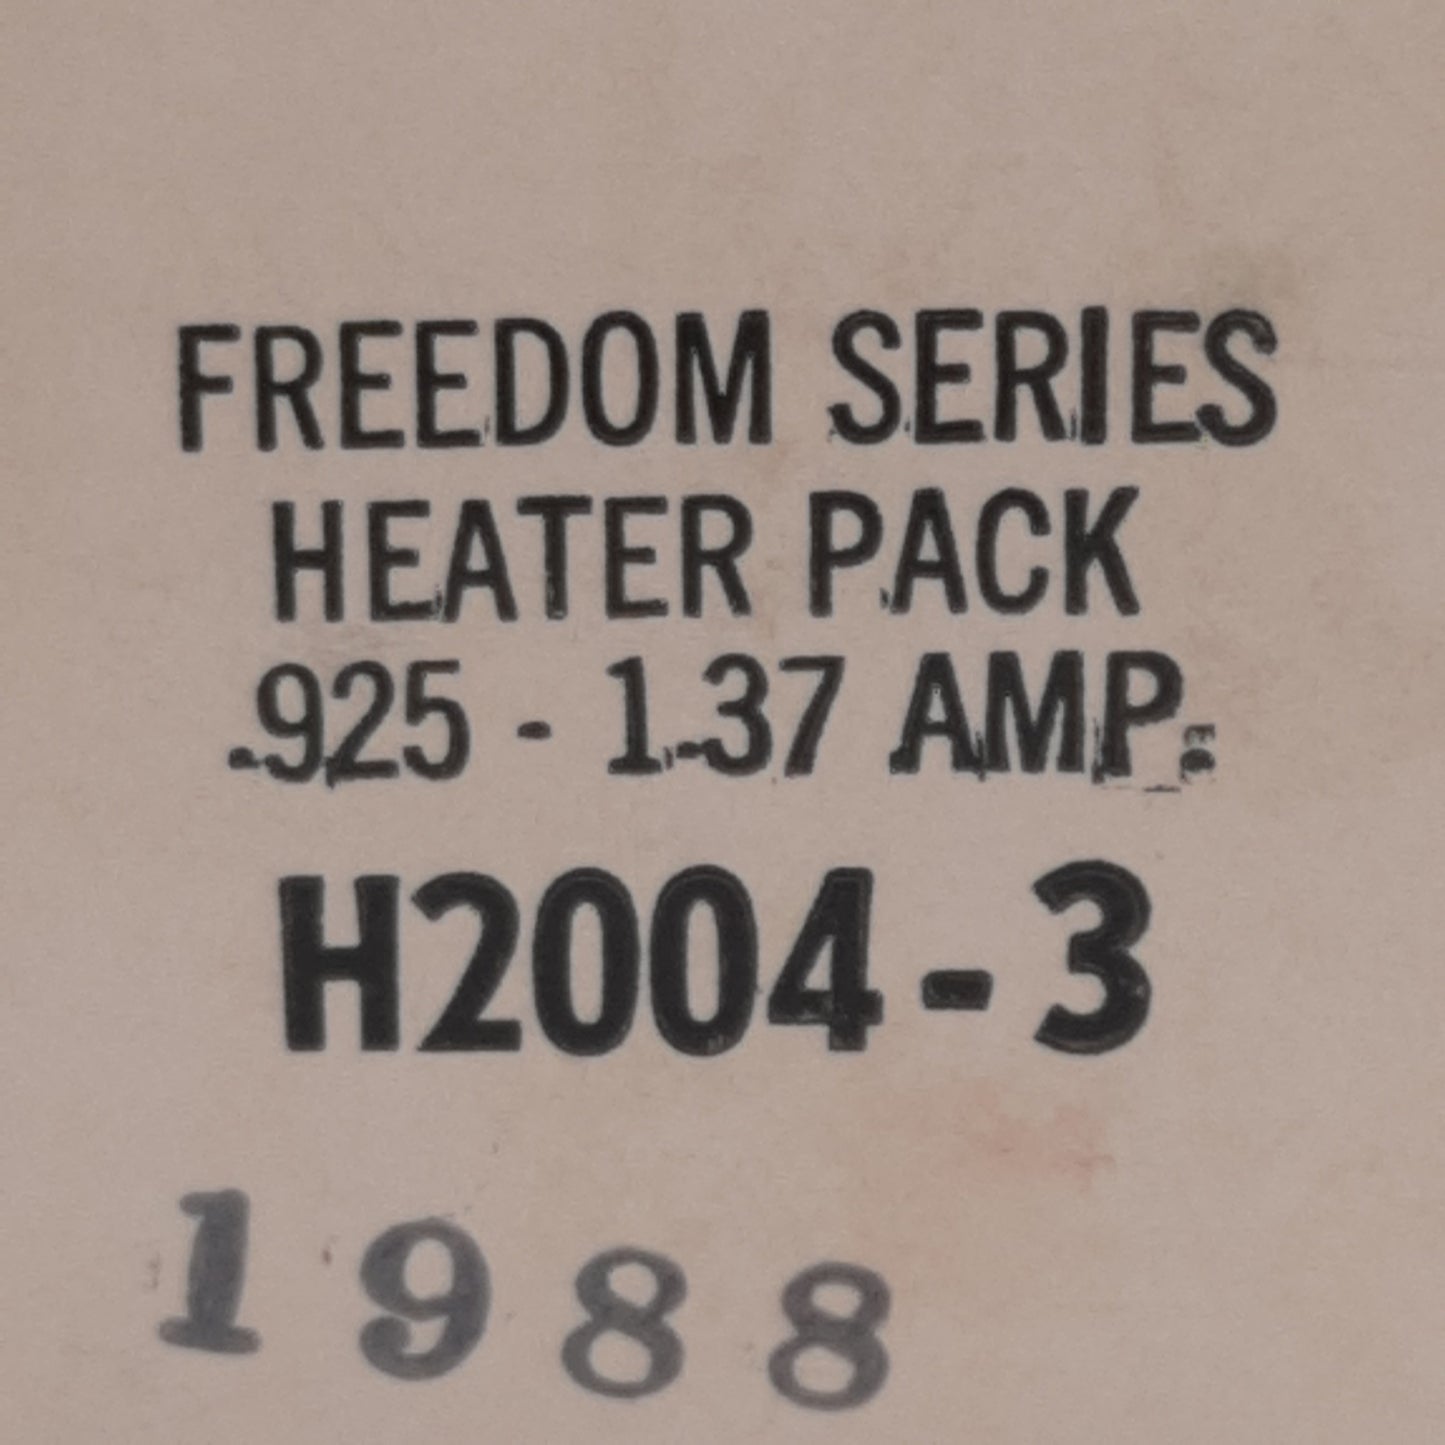 FREEDOM SERIES
HEATER PACK
.925 - 1.37 AMP.
H2004-3
1988